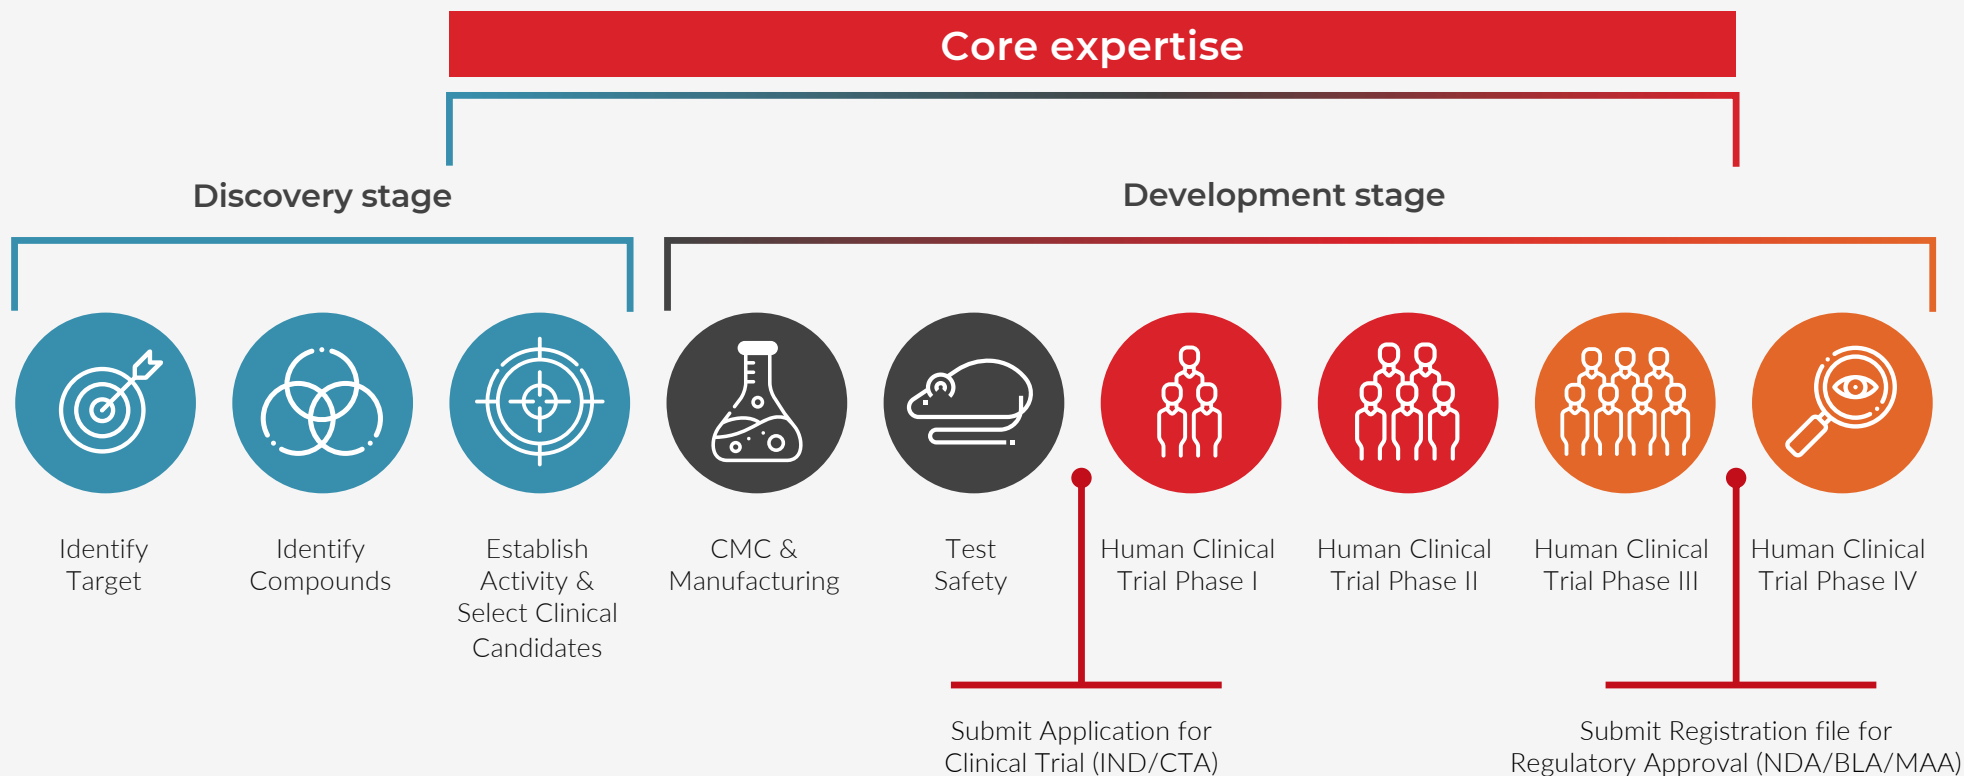 Core expertise
Discovery stage
Development stage
Identify
Target
Identify
Compounds
Establish
Activity &
Select Clinical
Candidates
CMC &
Manufacturing
Test
Safety
Human Clinical
Trial Phase I
Human Clinical
Trial Phase II
Human Clinical
Trial Phase III
Human Clinical
Trial Phase IV
Submit Application for
Clinical Trial (IND/CTA)
Submit Registration file for
Regulatory Approval (NDA/BLA/MAA)